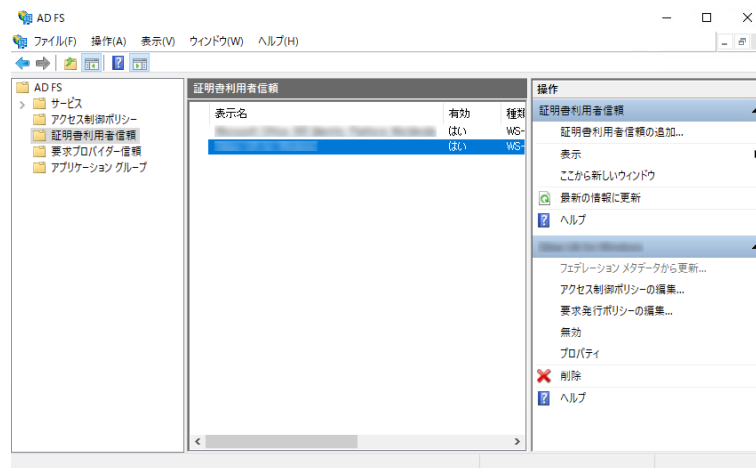 AD FS
ファイル(F) 操作(A) 表示(V) ウィンドウ(W) ヘルプ(H)
AD FS
サービス
アクセス制御ポリシー
証明書利用者信頼
要求プロバイダー信頼
アプリケーション グループ
証明書利用者信頼
表示名 有効 種類
はい WS-
はい WS-
操作
証明書利用者信頼
証明書利用者信頼の追加...
表示
ここから新しいウィンドウ
最新の情報に更新
ヘルプ
フェデレーション メタデータから更新...
アクセス制御ポリシーの編集...
要求発行ポリシーの編集...
無効
プロパティ
削除
ヘルプ